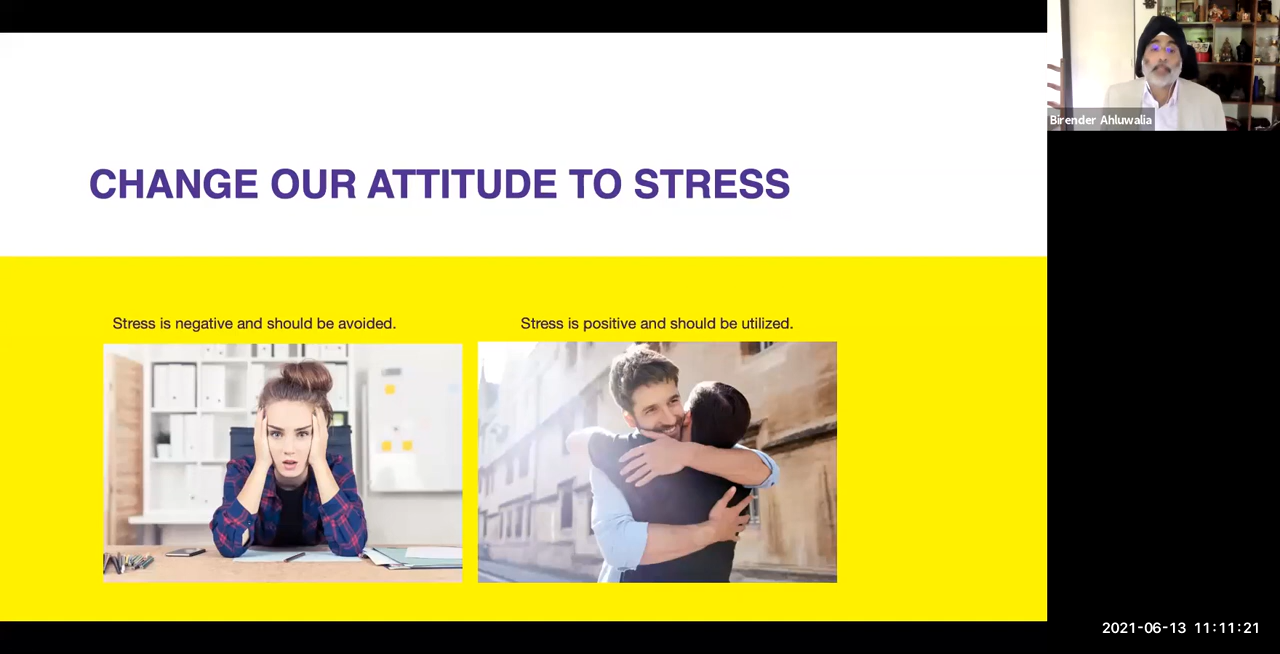 CHANGE OUR ATTITUDE TO STRESS
Stress is negative and should be avoided.
Stress is positive and should be utilized.
Birender Ahluwalia
2021-06-13 11:11:21